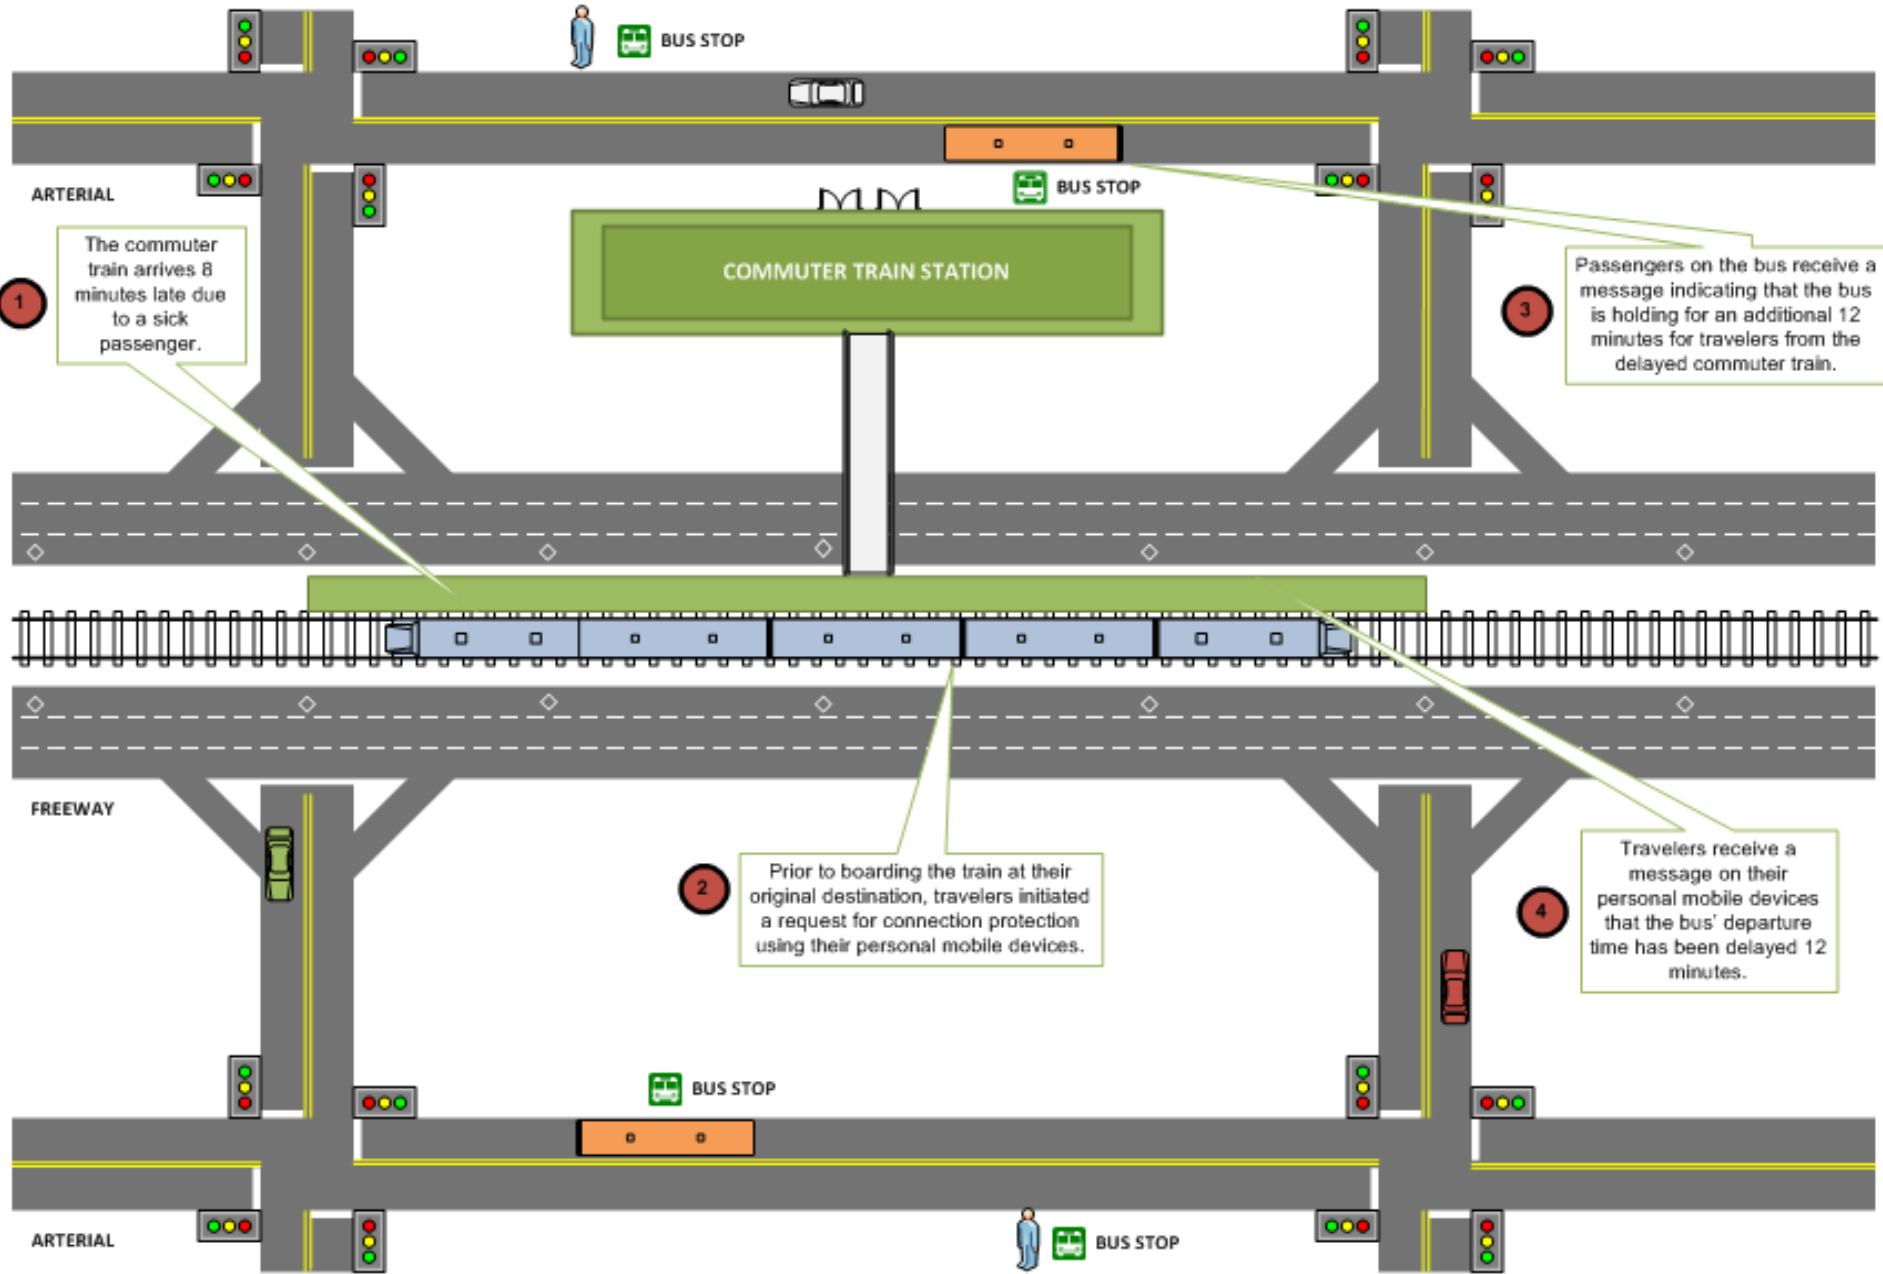 BUS STOP
BUS STOP
ARTERIAL
1
The commuter
train arrives 8
minutes late due
to a sick
passenger.
COMMUTER TRAIN STATION
3
Passengers on the bus receive a
message indicating that the bus
is holding for an additional 12
minutes for travelers from the
delayed commuter train.
FREEWAY
2
Prior to boarding the train at their
original destination, travelers initiated
a request for connection protection
using their personal mobile devices.
4
Travelers receive a
message on their
personal mobile devices
that the bus' departure
time has been delayed 12
minutes.
BUS STOP
ARTERIAL
BUS STOP